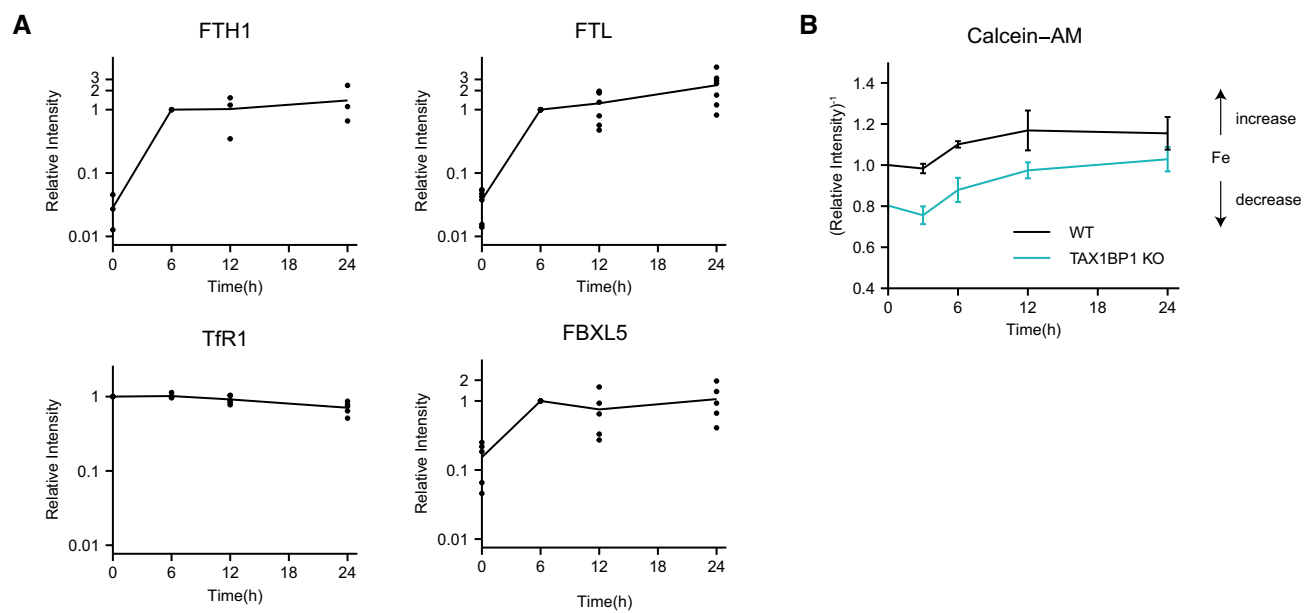 A
FTH1
Relative Intensity
3
2
1
0.1
0.01
0 6 12 18 24
Time(h)
FTL
Relative Intensity
3
2
1
0.1
0.01
0 6 12 18 24
Time(h)
TfR1
Relative Intensity
1
0.1
0.01
0 6 12 18 24
Time(h)
FBXL5
Relative Intensity
2
1
0.1
0.01
0 6 12 18 24
Time(h)
B
Calcein–AM
(Relative Intensity)⁻¹
1.4
1.2
1.0
0.8
0.6
0.4
WT
TAX1BP1 KO
0 6 12 18 24
Time(h)
increase
Fe
decrease